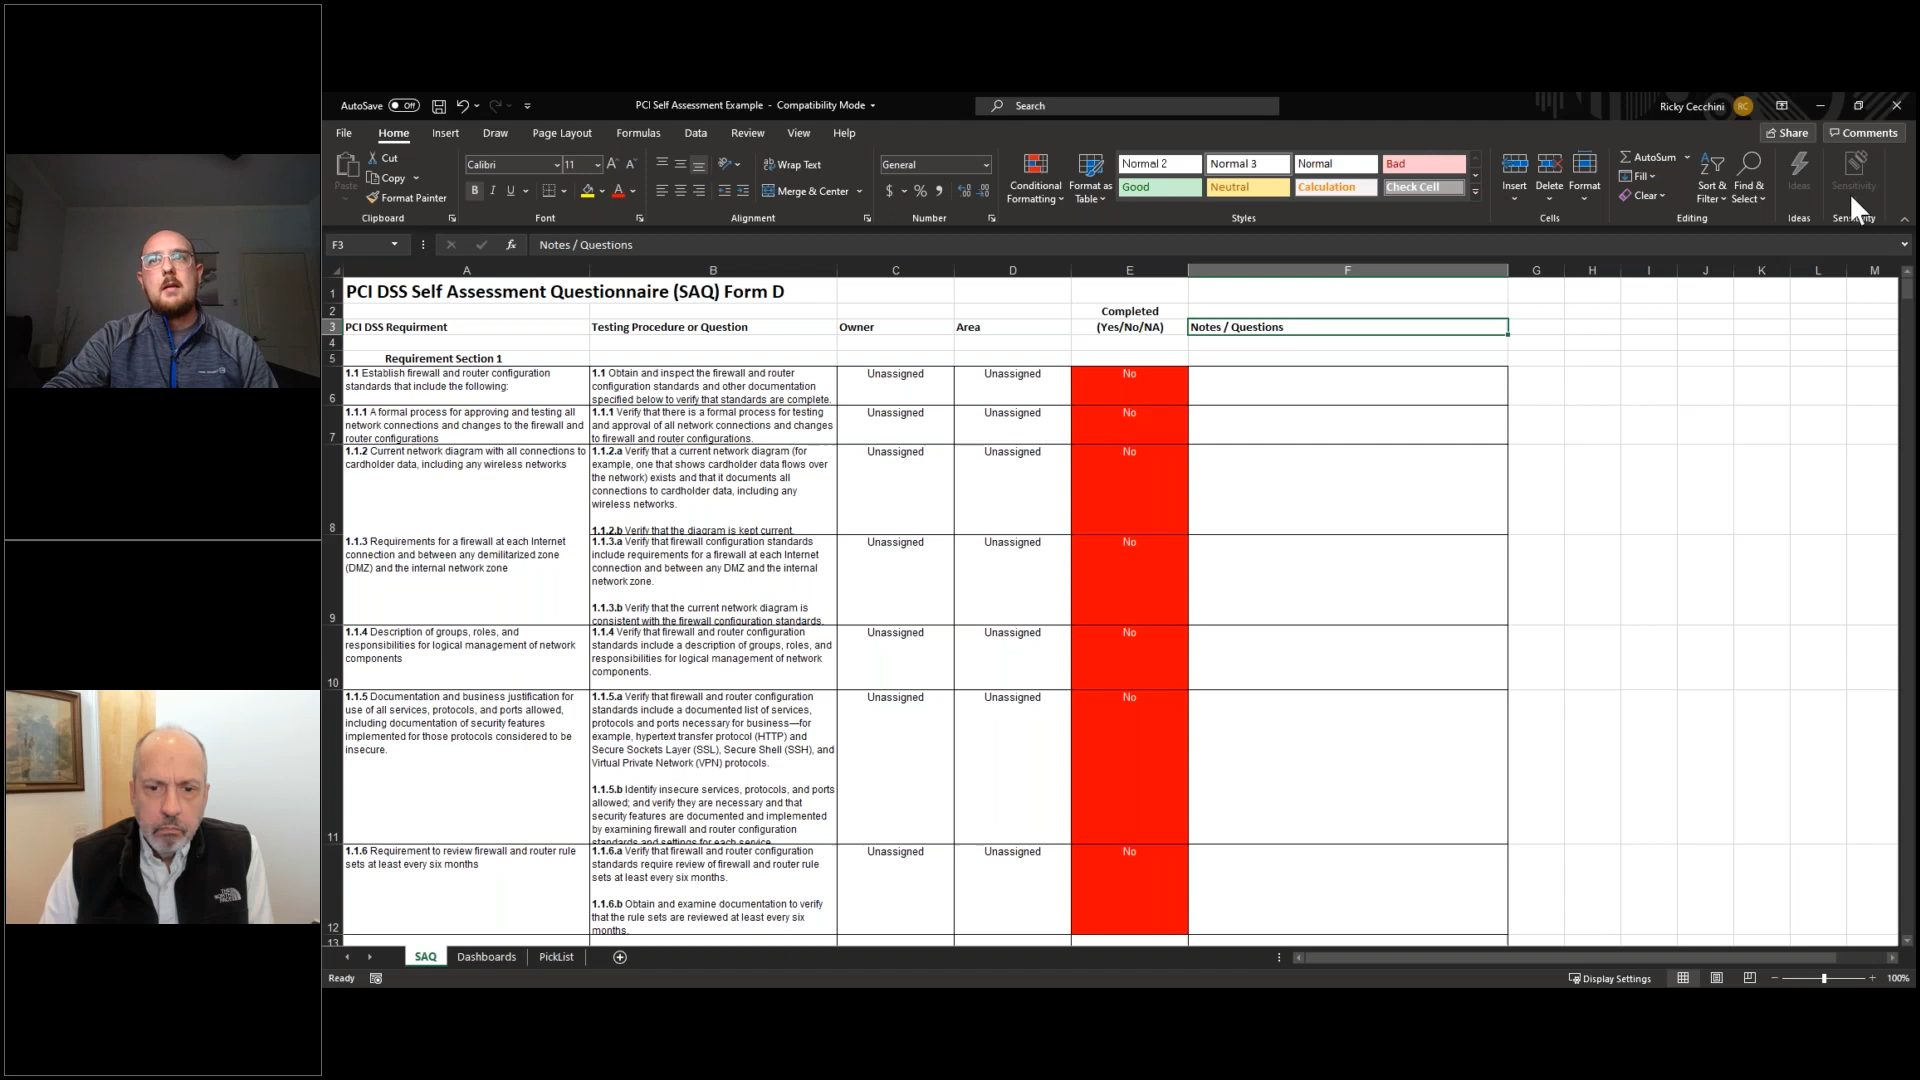 AutoSave Off
PCI Self Assessment Example - Compatibility Mode
Search
Ricky Cecchini RC
File Home Insert Draw Page Layout Formulas Data Review View Help
Share Comments
Paste
Cut
Copy
Format Painter
Clipboard
Calibri 11
B I U
Font
Wrap Text
Merge & Center
Alignment
General
$ % ,
Number
Conditional Formatting
Format as Table
Normal 2 Normal 3 Normal Bad
Good Neutral Calculation Check Cell
Styles
Insert Delete Format
Cells
AutoSum
Fill
Clear
Sort & Filter
Find & Select
Editing
Ideas
Ideas
Sensitivity
F3 fx Notes / Questions
A B C D E F G H I J K L M
1 PCI DSS Self Assessment Questionnaire (SAQ) Form D
2 Completed
3 PCI DSS Requirment Testing Procedure or Question Owner Area (Yes/No/NA) Notes / Questions
4
5 Requirement Section 1
1.1 Establish firewall and router configuration
standards that include the following:
1.1 Obtain and inspect the firewall and router
configuration standards and other documentation
specified below to verify that standards are complete.
Unassigned Unassigned No
6
1.1.1 A formal process for approving and testing all
network connections and changes to the firewall and
router configurations
1.1.1 Verify that there is a formal process for testing
and approval of all network connections and changes
to firewall and router configurations.
Unassigned Unassigned No
7
1.1.2 Current network diagram with all connections to
cardholder data, including any wireless networks
1.1.2.a Verify that a current network diagram (for
example, one that shows cardholder data flows over
the network) exists and that it documents all
connections to cardholder data, including any
wireless networks.
1.1.2.b Verify that the diagram is kept current.
Unassigned Unassigned No
8
1.1.3 Requirements for a firewall at each Internet
connection and between any demilitarized zone
(DMZ) and the internal network zone
1.1.3.a Verify that firewall configuration standards
include requirements for a firewall at each Internet
connection and between any DMZ and the internal
network zone.
1.1.3.b Verify that the current network diagram is
consistent with the firewall configuration standards.
Unassigned Unassigned No
9
1.1.4 Description of groups, roles, and
responsibilities for logical management of network
components
1.1.4 Verify that firewall and router configuration
standards include a description of groups, roles, and
responsibilities for logical management of network
components.
Unassigned Unassigned No
10
1.1.5 Documentation and business justification for
use of all services, protocols, and ports allowed,
including documentation of security features
implemented for those protocols considered to be
insecure.
1.1.5.a Verify that firewall and router configuration
standards include a documented list of services,
protocols and ports necessary for business—for
example, hypertext transfer protocol (HTTP) and
Secure Sockets Layer (SSL), Secure Shell (SSH), and
Virtual Private Network (VPN) protocols.
1.1.5.b Identify insecure services, protocols, and ports
allowed; and verify they are necessary and that
security features are documented and implemented
by examining firewall and router configuration
standards and settings for each service.
Unassigned Unassigned No
11
1.1.6 Requirement to review firewall and router rule
sets at least every six months
1.1.6.a Verify that firewall and router configuration
standards require review of firewall and router rule
sets at least every six months.
1.1.6.b Obtain and examine documentation to verify
that the rule sets are reviewed at least every six
months.
Unassigned Unassigned No
12
13
SAQ Dashboards PickList
Ready
Display Settings
100%
THE NORTH FACE